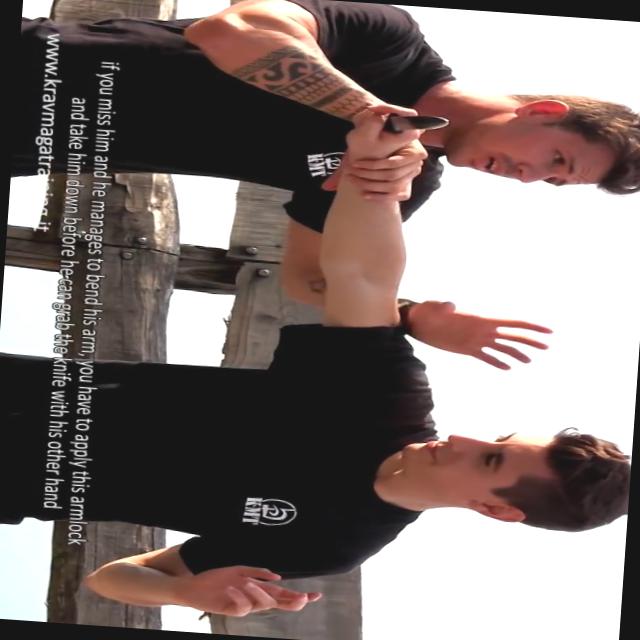 if you miss him and he manages to bend his arm, you have to apply this armlock
and take him down before he can grab the knife with his other hand
www.kravmagatraining.it
KMT
KMT